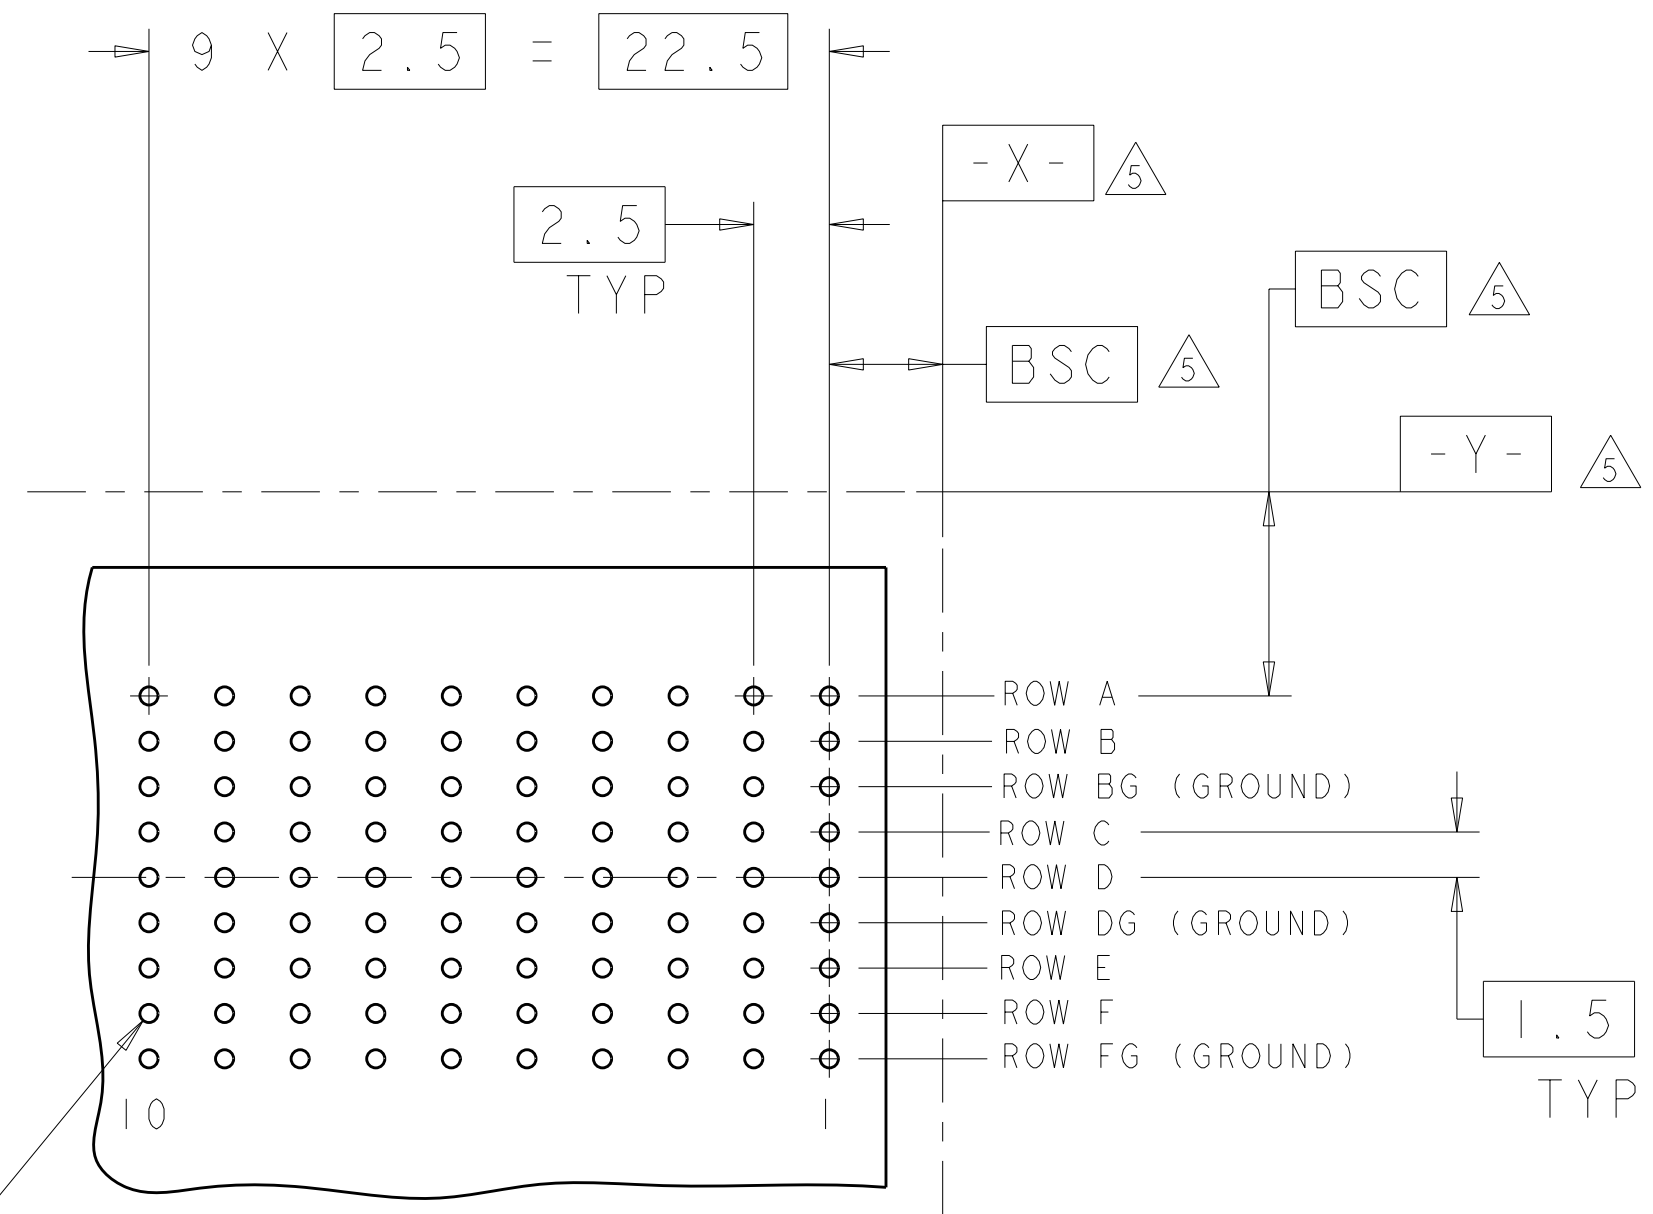 9 X 2.5 = 22.5
-X- 5
2.5
TYP
BSC 5
BSC 5
-Y- 5
ROW A
ROW B
ROW BG (GROUND)
ROW C
ROW D
ROW DG (GROUND)
ROW E
ROW F
ROW FG (GROUND)
1.5
TYP
10 1